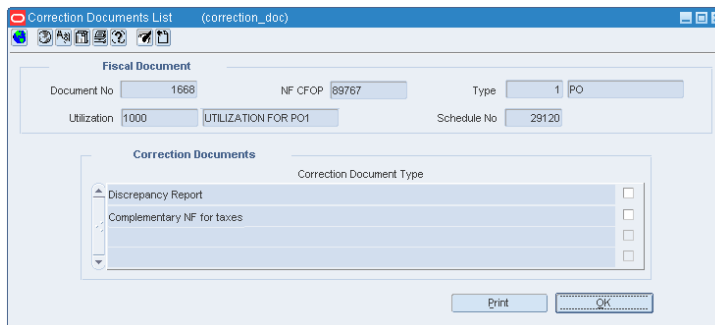 Correction Documents List (correction_doc)
Fiscal Document
Document No 1668 NF CFOP 89767 Type 1 PO
Utilization 1000 UTILIZATION FOR PO1 Schedule No 29120
Correction Documents
Correction Document Type
Discrepancy Report
Complementary NF for taxes
Print OK